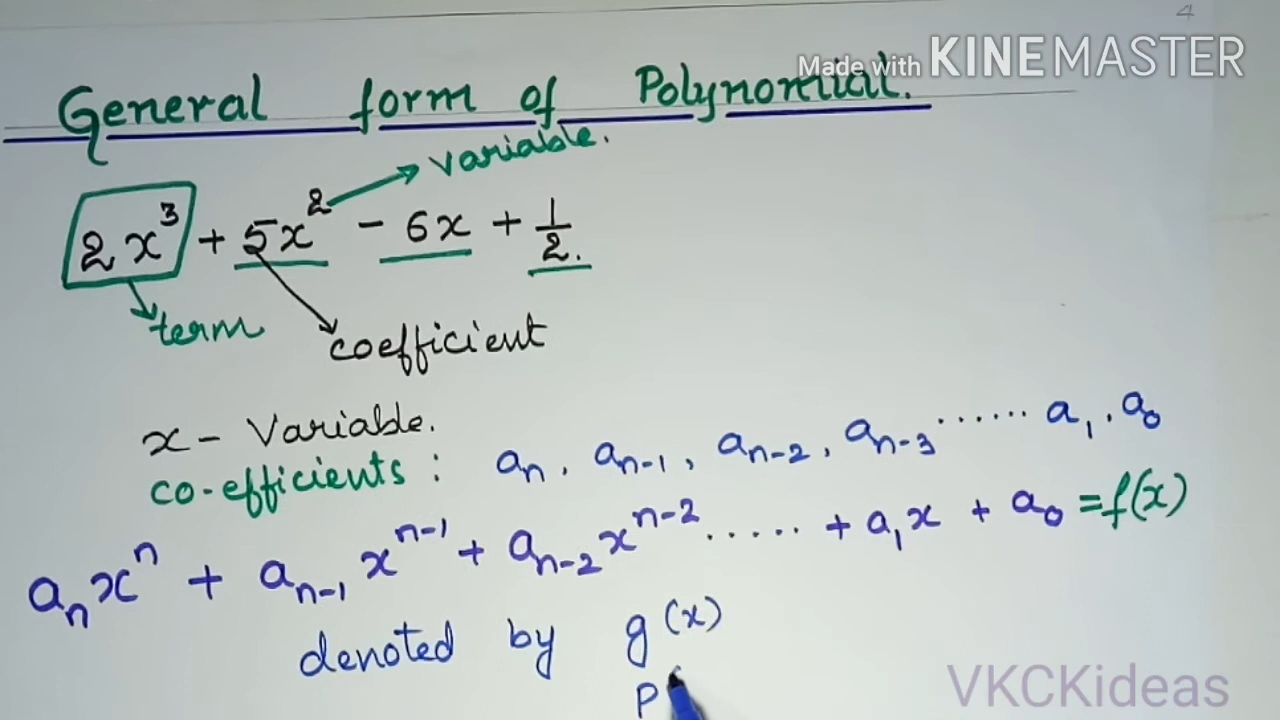 4
Made with KINEMASTER
General form of Polynomial.
variable.
2x³ + 5x² - 6x + 1/2.
term
coefficient
x - Variable.
co-efficients : aₙ, aₙ₋₁, aₙ₋₂, aₙ₋₃ ...... a₁, a₀
aₙxⁿ + aₙ₋₁xⁿ⁻¹ + aₙ₋₂xⁿ⁻² ..... + a₁x + a₀ = f(x)
denoted by g(x)
P(
VKCKideas